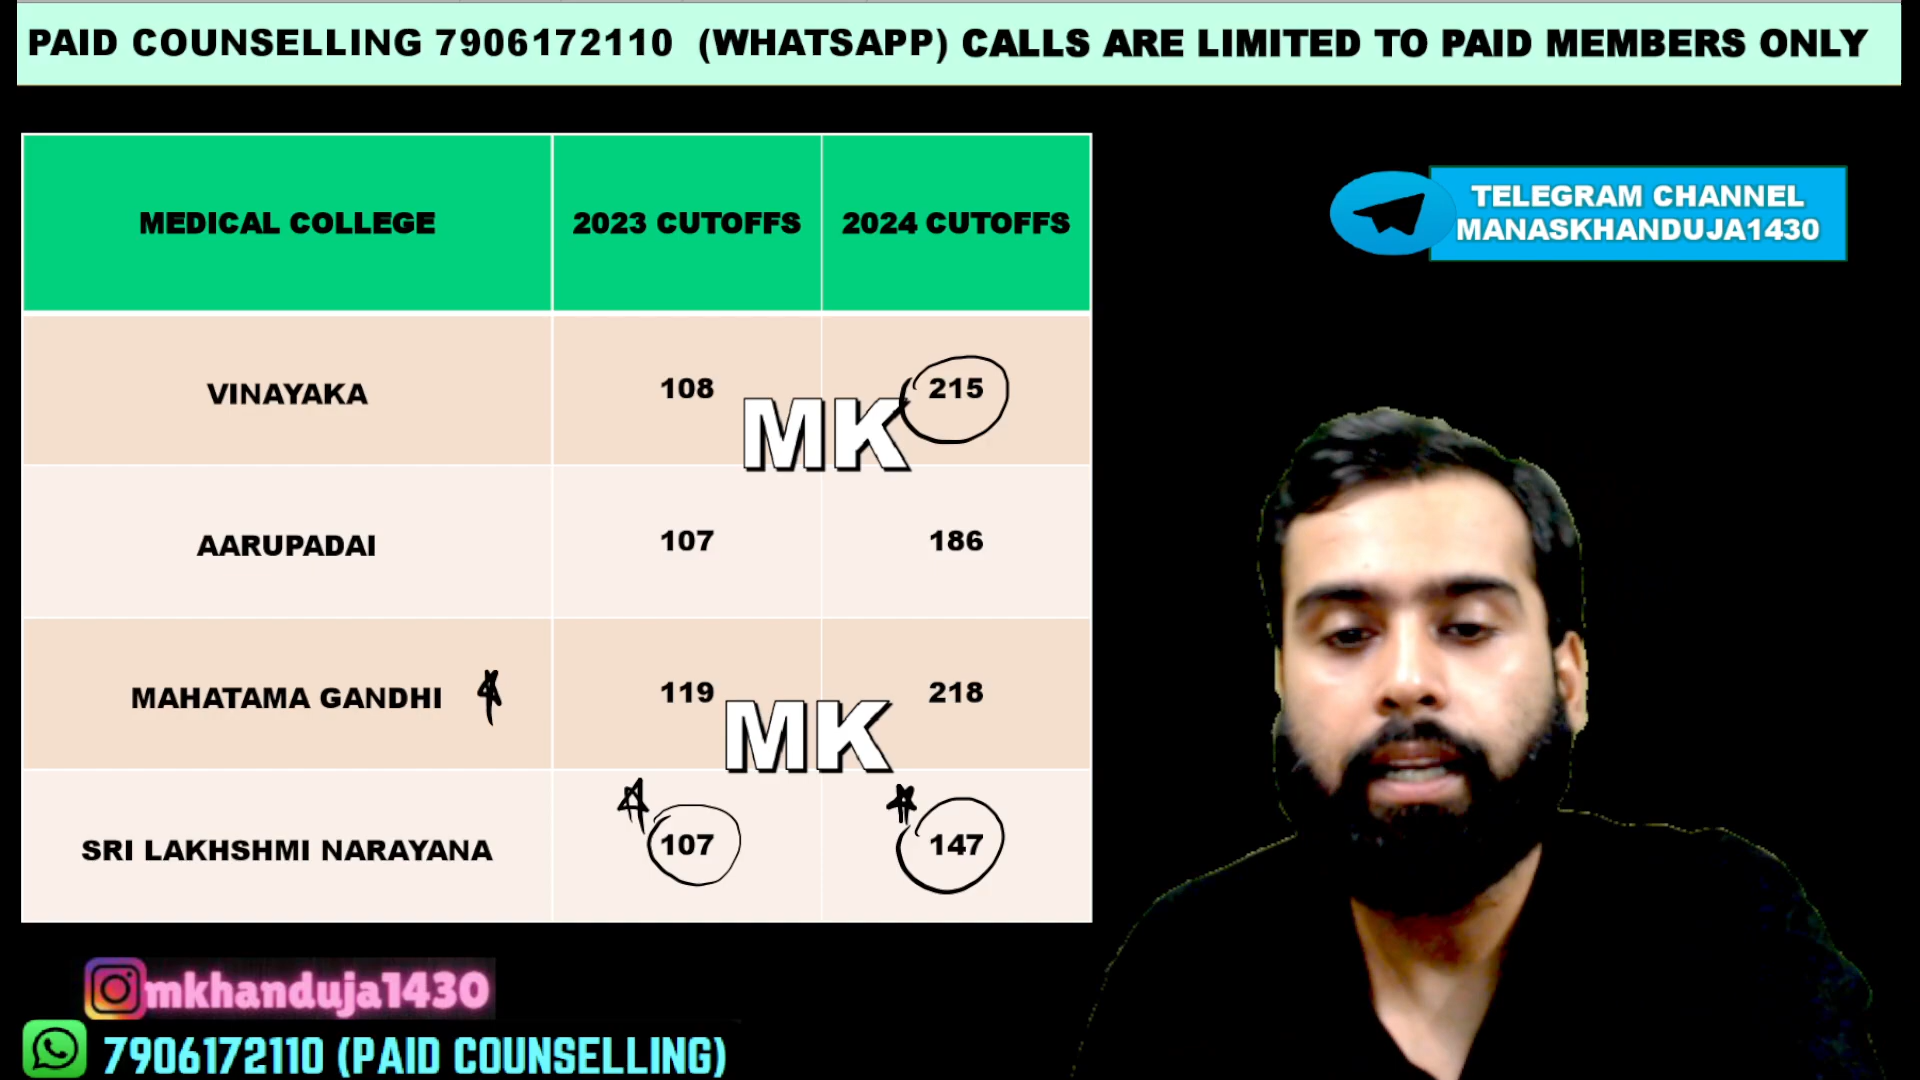 PAID COUNSELLING 7906172110 (WHATSAPP) CALLS ARE LIMITED TO PAID MEMBERS ONLY
TELEGRAM CHANNEL
MANASKHANDUJA1430
MEDICAL COLLEGE 2023 CUTOFFS 2024 CUTOFFS
VINAYAKA 108 215
MK
AARUPADAI 107 186
MAHATAMA GANDHI 119 218
MK
SRI LAKHSHMI NARAYANA 107 147
mkhanduja1430
7906172110 (PAID COUNSELLING)